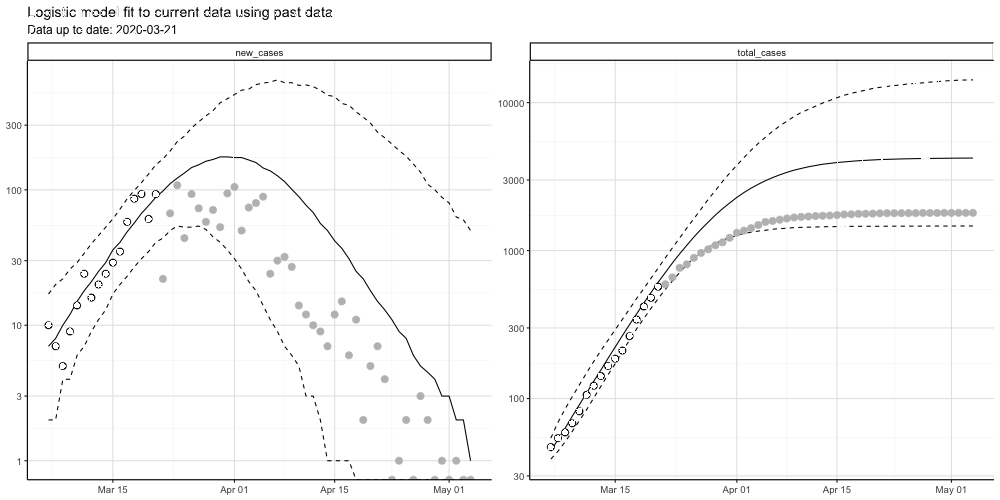 Logistic model fit to current data using past data
Data up to date: 2020-03-21
new_cases
total_cases
300
100
30
10
3
1
Mar 15
Apr 01
Apr 15
May 01
10000
3000
1000
300
100
30
Mar 15
Apr 01
Apr 15
May 01